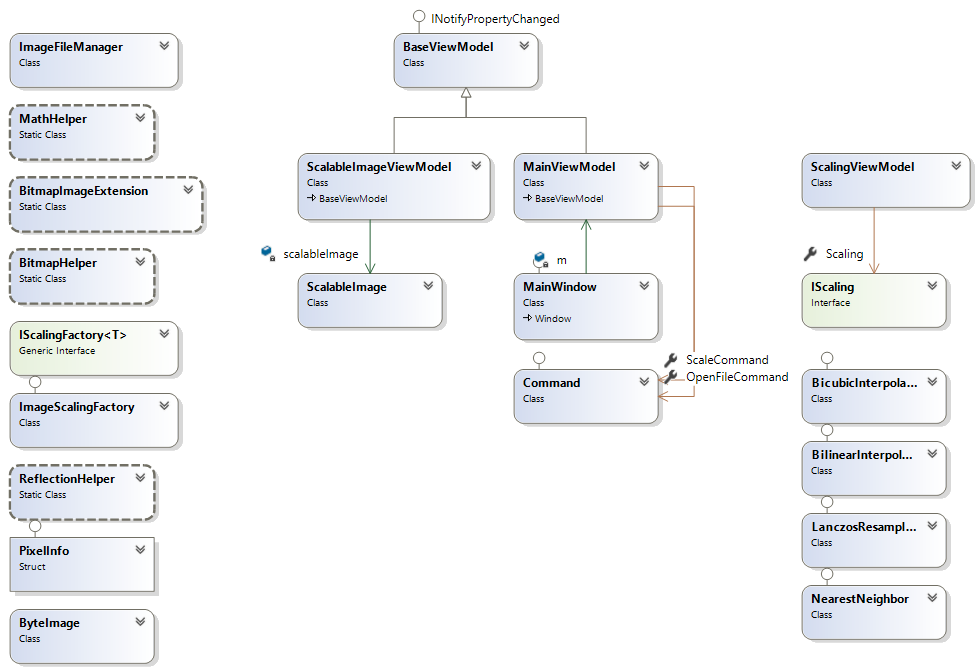 INotifyPropertyChanged
ImageFileManager
Class
MathHelper
Static Class
BitmapImageExtension
Static Class
BitmapHelper
Static Class
IScalingFactory<T>
Generic Interface
ImageScalingFactory
Class
ReflectionHelper
Static Class
PixelInfo
Struct
ByteImage
Class
BaseViewModel
Class
ScalableImageViewModel
Class
BaseViewModel
scalableImage
ScalableImage
Class
MainViewModel
Class
BaseViewModel
m
MainWindow
Class
Window
ScaleCommand
OpenFileCommand
Command
Class
ScalingViewModel
Class
Scaling
IScaling
Interface
BicubicInterpola...
Class
BilinearInterpol...
Class
LanczosResampl...
Class
NearestNeighbor
Class